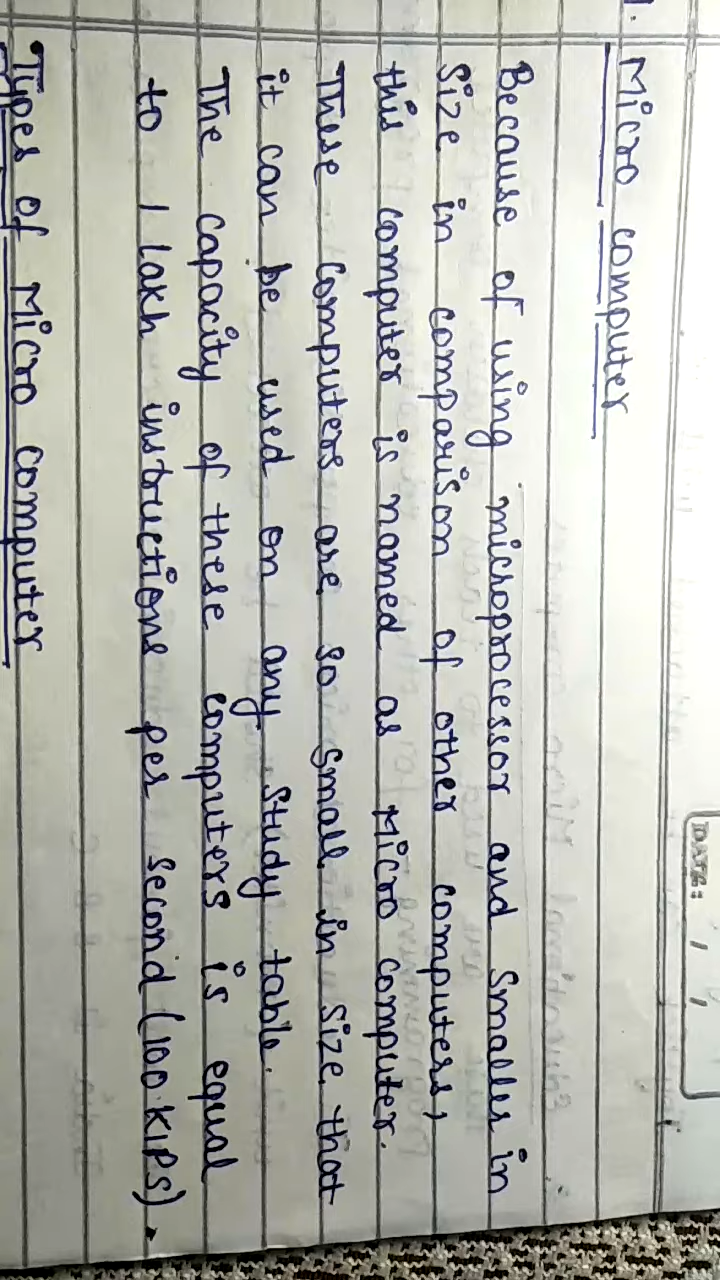 DATE: / /
1.
Micro computer
Because of using microprocessor and smaller in
size in comparison of other computers,
this computer is named as Micro computer.
These computers are so small in size that
it can be used on any study table.
The capacity of these computers is equal
to 1 lakh instructions per second (100 KIPS).
Types of Micro computer